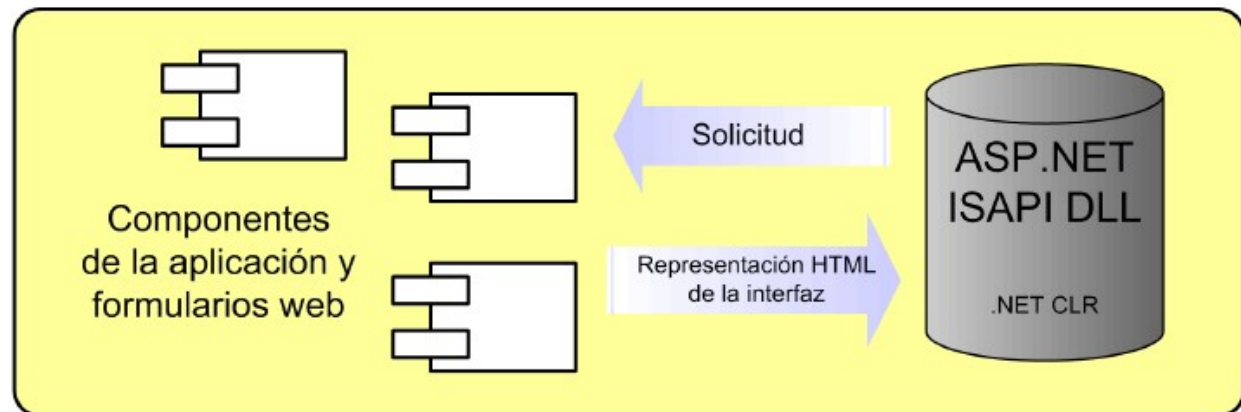 Componentes
de la aplicación y
formularios web
Solicitud
Representación HTML
de la interfaz
ASP.NET
ISAPI DLL
.NET CLR